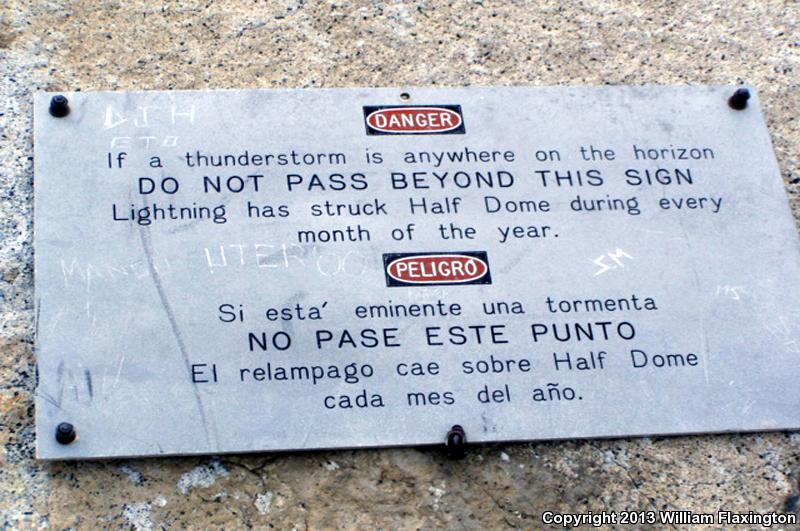 DANGER
If a thunderstorm is anywhere on the horizon
DO NOT PASS BEYOND THIS SIGN
Lightning has struck Half Dome during every
month of the year.
SM
PELIGRO
Si está eminente una tormenta
NO PASE ESTE PUNTO
El relampago cae sobre Half Dome
cada mes del año.
Copyright © 2013 William Flaxington